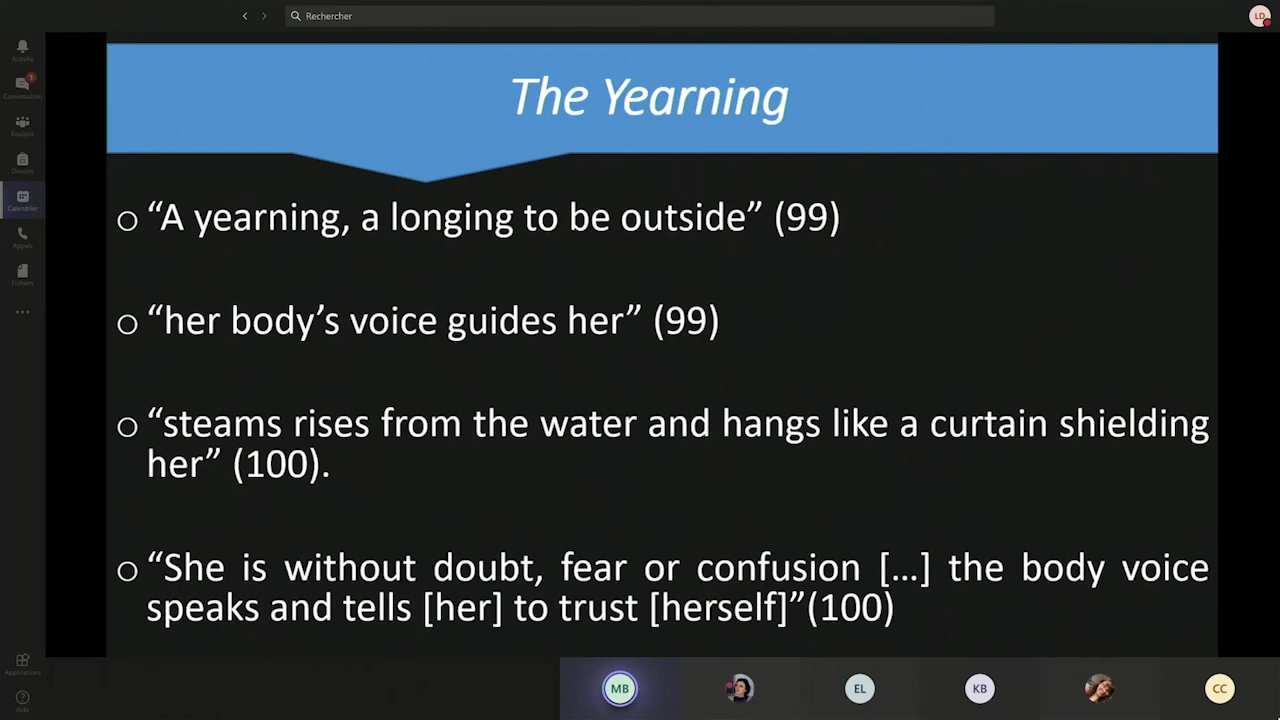 Rechercher
LD
Activité
1
Conversation
Équipes
Devoirs
Calendrier
Appels
Fichiers
The Yearning
“A yearning, a longing to be outside” (99)
“her body’s voice guides her” (99)
“steams rises from the water and hangs like a curtain shielding
her” (100).
“She is without doubt, fear or confusion [...] the body voice
speaks and tells [her] to trust [herself]”(100)
Applications
Aide
MB
EL
KB
CC